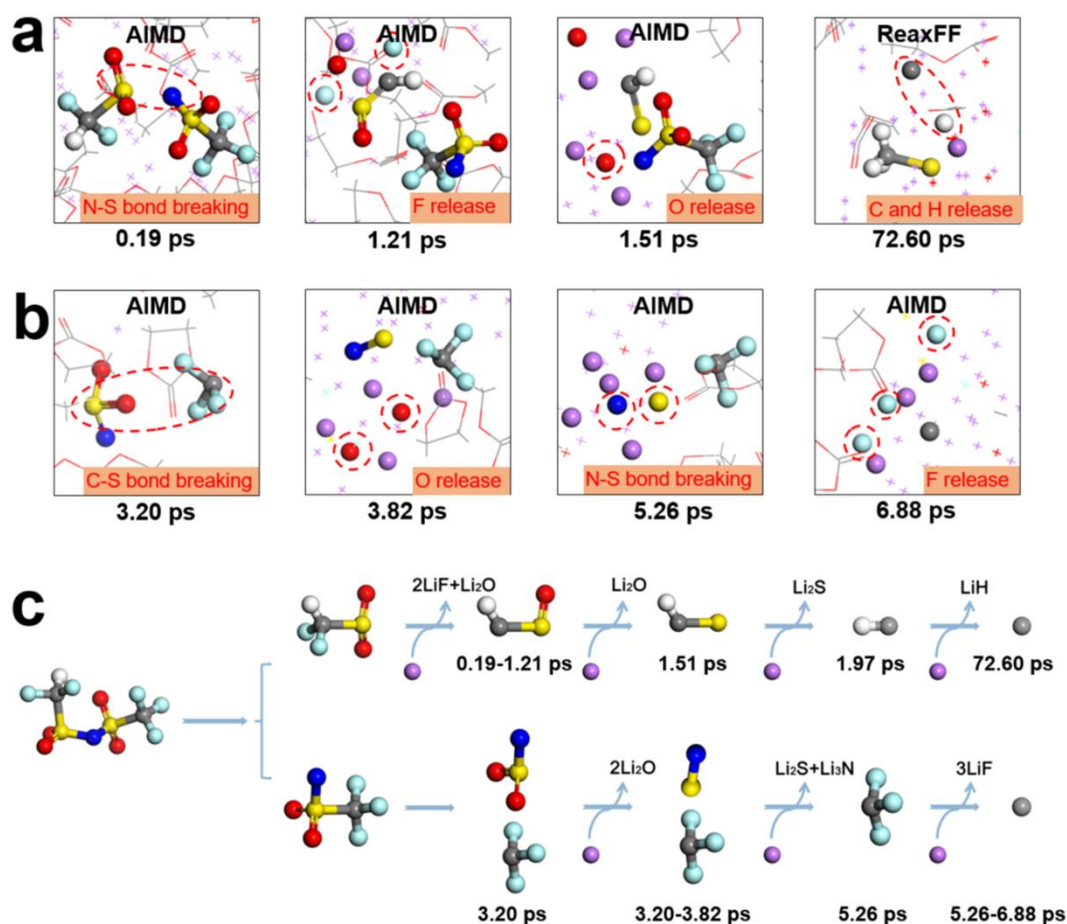 a
AIMD
N-S bond breaking
0.19 ps
AIMD
F release
1.21 ps
AIMD
O release
1.51 ps
ReaxFF
C and H release
72.60 ps
b
AIMD
C-S bond breaking
3.20 ps
AIMD
O release
3.82 ps
AIMD
N-S bond breaking
5.26 ps
AIMD
F release
6.88 ps
c
2LiF+Li₂O
Li₂O
Li₂S
LiH
0.19-1.21 ps
1.51 ps
1.97 ps
72.60 ps
2Li₂O
Li₂S+Li₃N
3LiF
3.20 ps
3.20-3.82 ps
5.26 ps
5.26-6.88 ps